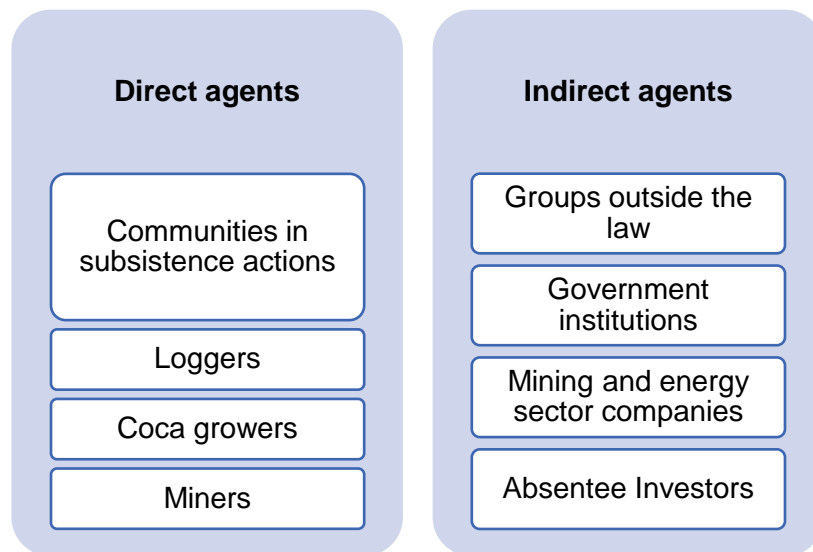 Direct agents
Communities in
subsistence actions
Loggers
Coca growers
Miners
Indirect agents
Groups outside the
law
Government
institutions
Mining and energy
sector companies
Absentee Investors